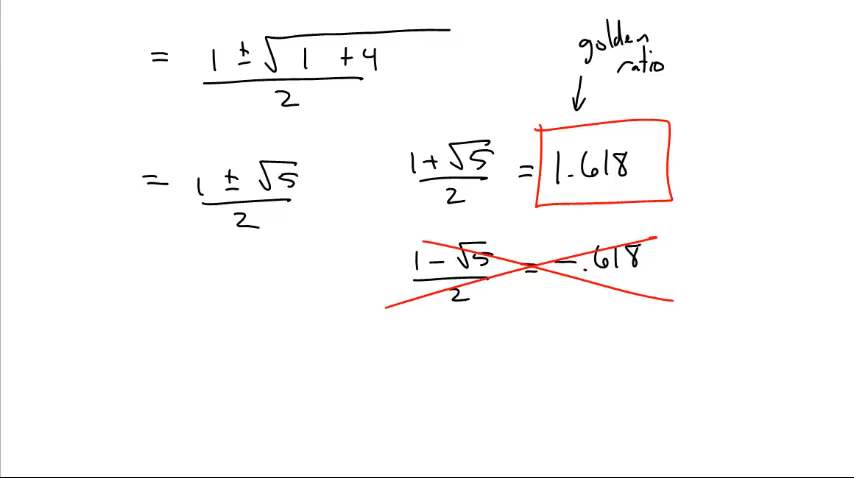 = 1 ± √1 + 4 / 2
golden
ratio
↓
= 1 ± √5 / 2
1 + √5 / 2 = 1.618
1 - √5 / 2 = -.618